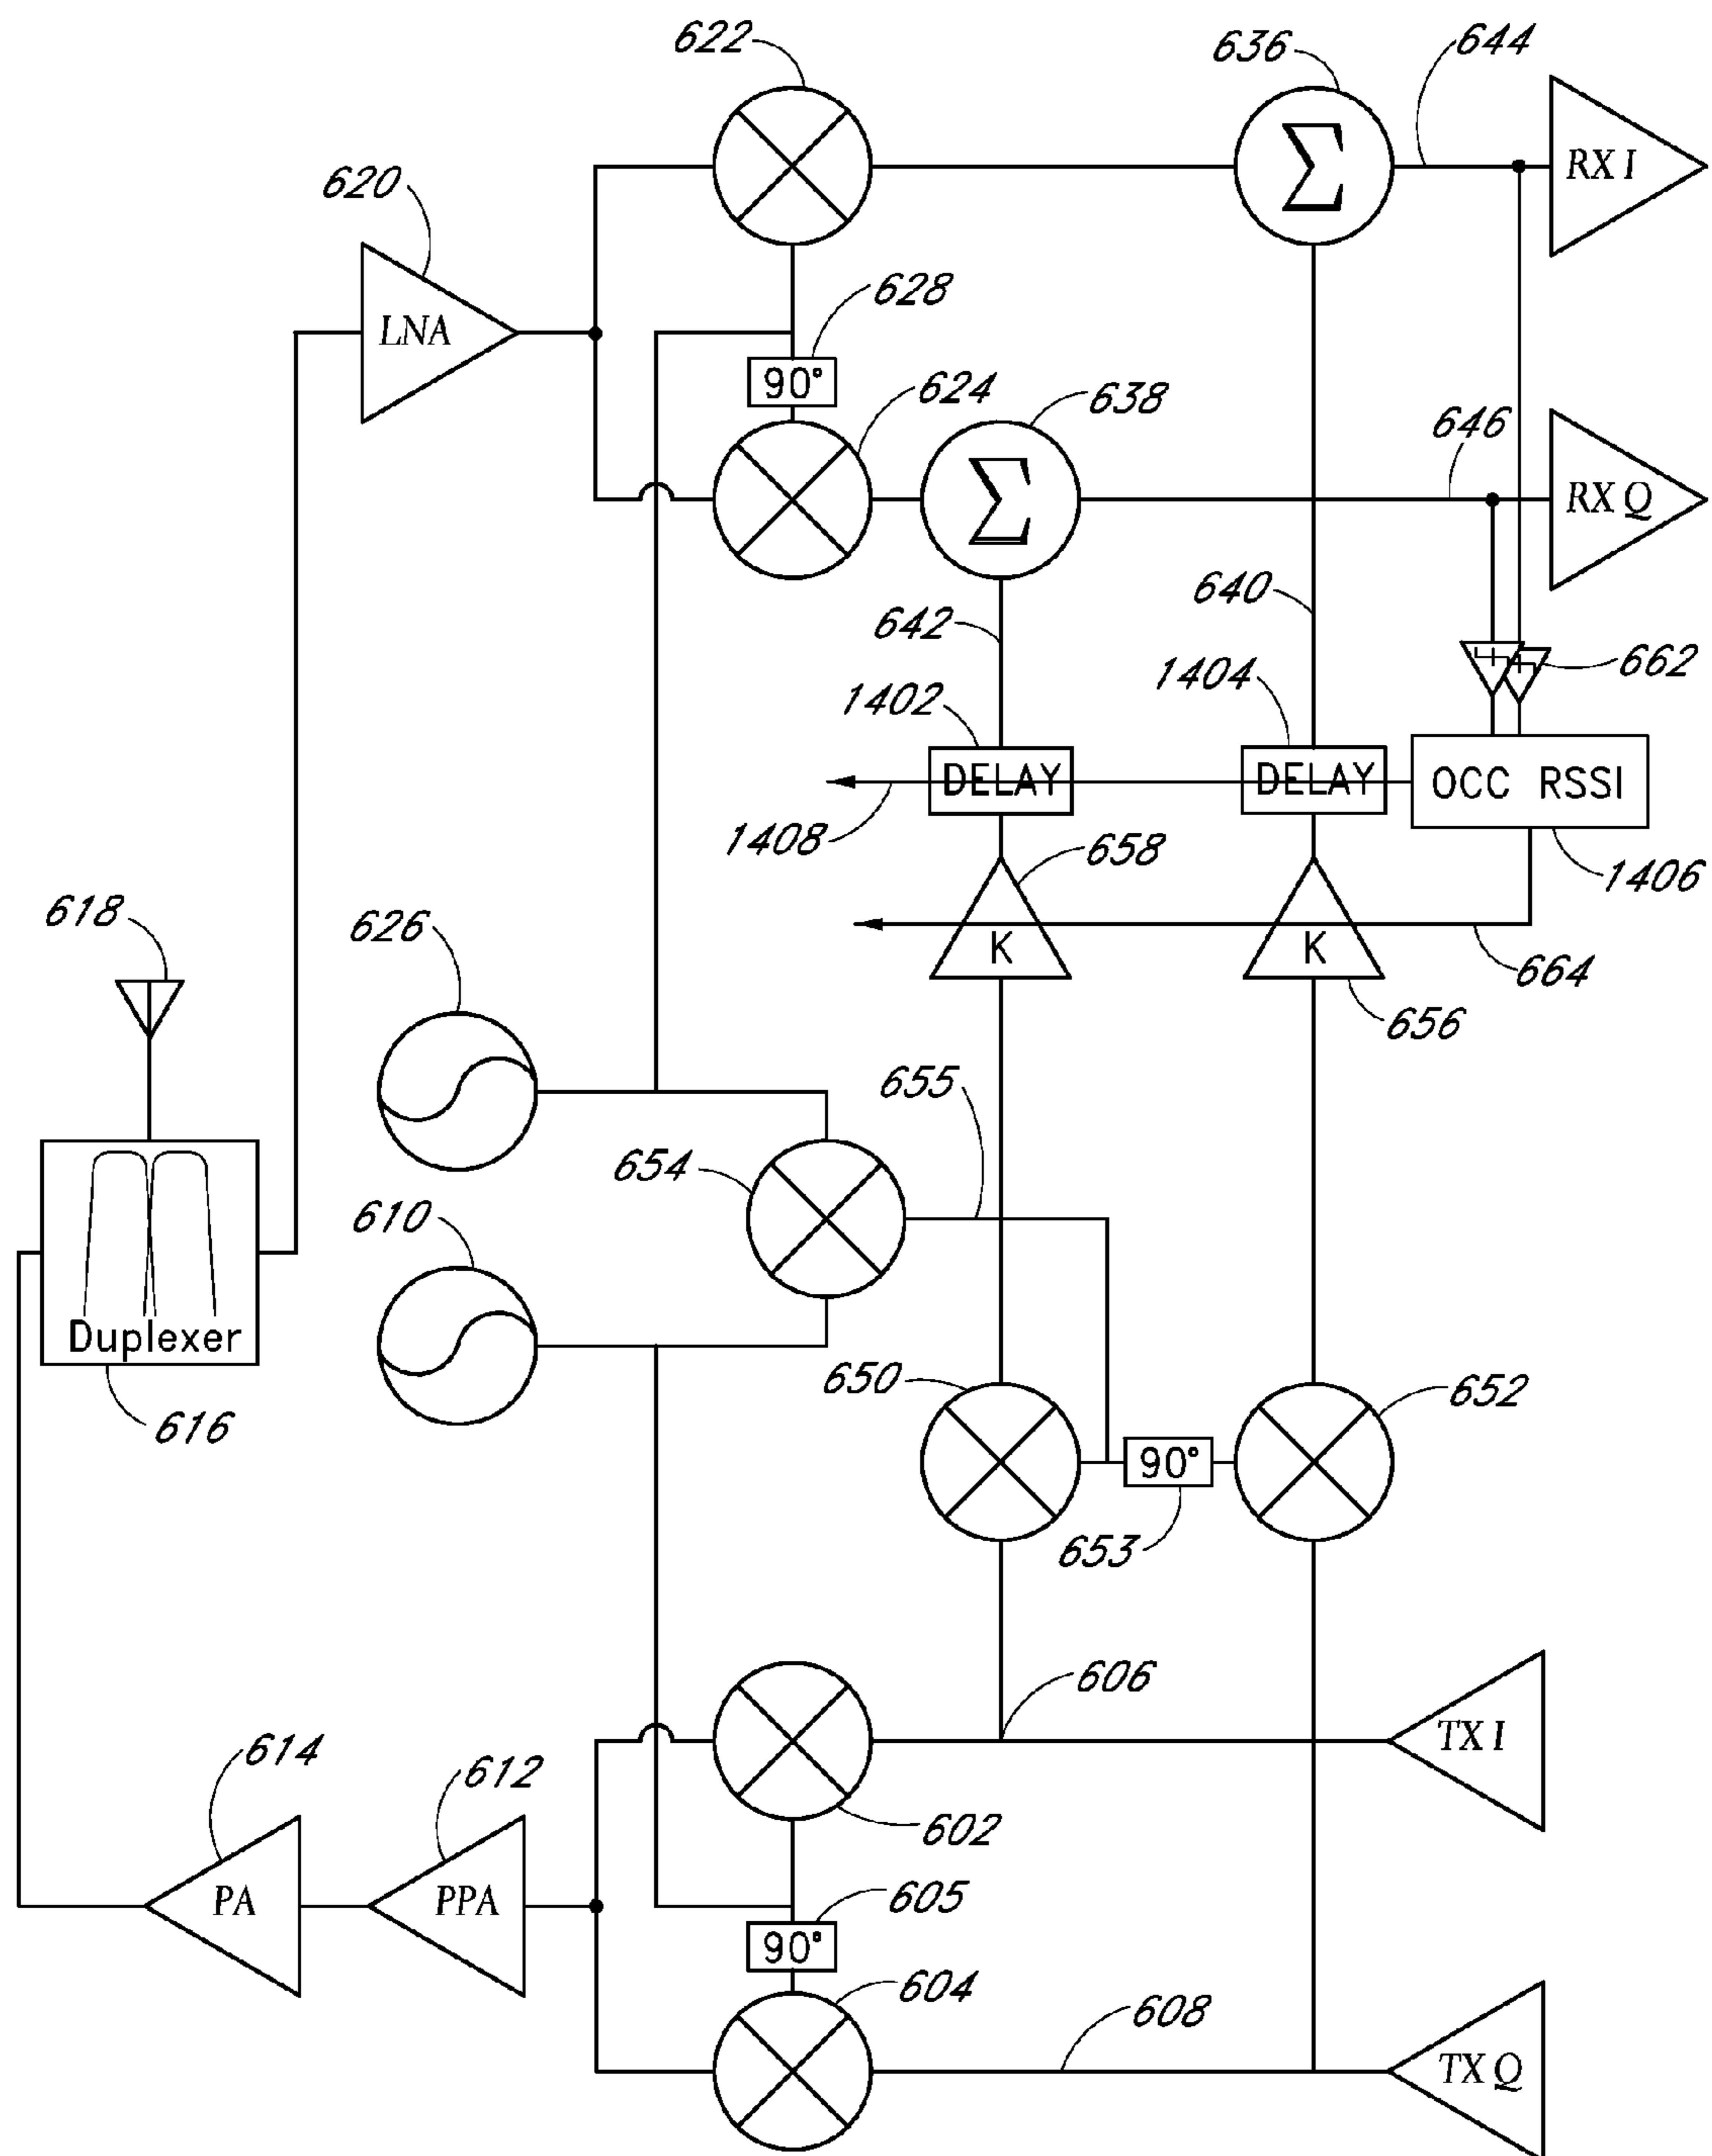 622
636
644
RX I
620
LNA
628
90°
624
638
Σ
Σ
646
RX Q
642
640
662
1402
1404
DELAY
DELAY
OCC RSSI
1408
658
1406
618
626
K
K
664
656
655
654
610
Duplexer
616
650
652
90°
653
606
TX I
614
612
602
PA
PPA
605
90°
604
608
TX Q